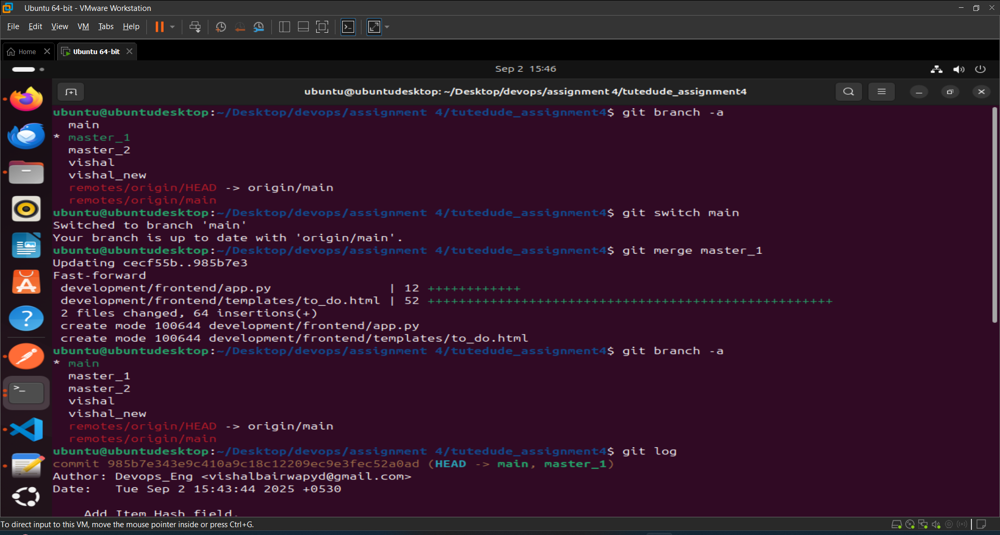 Ubuntu 64-bit - VMware Workstation
File Edit View VM Tabs Help
Home Ubuntu 64-bit
Sep 2 15:46
ubuntu@ubuntudesktop: ~/Desktop/devops/assignment 4/tutedude_assignment4
ubuntu@ubuntudesktop:~/Desktop/devops/assignment 4/tutedude_assignment4$ git branch -a
  main
* master_1
  master_2
  vishal
  vishal_new
  remotes/origin/HEAD -> origin/main
  remotes/origin/main
ubuntu@ubuntudesktop:~/Desktop/devops/assignment 4/tutedude_assignment4$ git switch main
Switched to branch 'main'
Your branch is up to date with 'origin/main'.
ubuntu@ubuntudesktop:~/Desktop/devops/assignment 4/tutedude_assignment4$ git merge master_1
Updating cecf55b..985b7e3
Fast-forward
 development/frontend/app.py               | 12 ++++++++++++
 development/frontend/templates/to_do.html | 52 ++++++++++++++++++++++++++++++++++++++++++++++++++++
 2 files changed, 64 insertions(+)
 create mode 100644 development/frontend/app.py
 create mode 100644 development/frontend/templates/to_do.html
ubuntu@ubuntudesktop:~/Desktop/devops/assignment 4/tutedude_assignment4$ git branch -a
* main
  master_1
  master_2
  vishal
  vishal_new
  remotes/origin/HEAD -> origin/main
  remotes/origin/main
ubuntu@ubuntudesktop:~/Desktop/devops/assignment 4/tutedude_assignment4$ git log
commit 985b7e343e9c410a9c18c12209ec9e3fec52a0ad (HEAD -> main, master_1)
Author: Devops_Eng <vishalbairwapyd@gmail.com>
Date:   Tue Sep 2 15:43:44 2025 +0530
    Add Item Hash field.
To direct input to this VM, move the mouse pointer inside or press Ctrl+G.